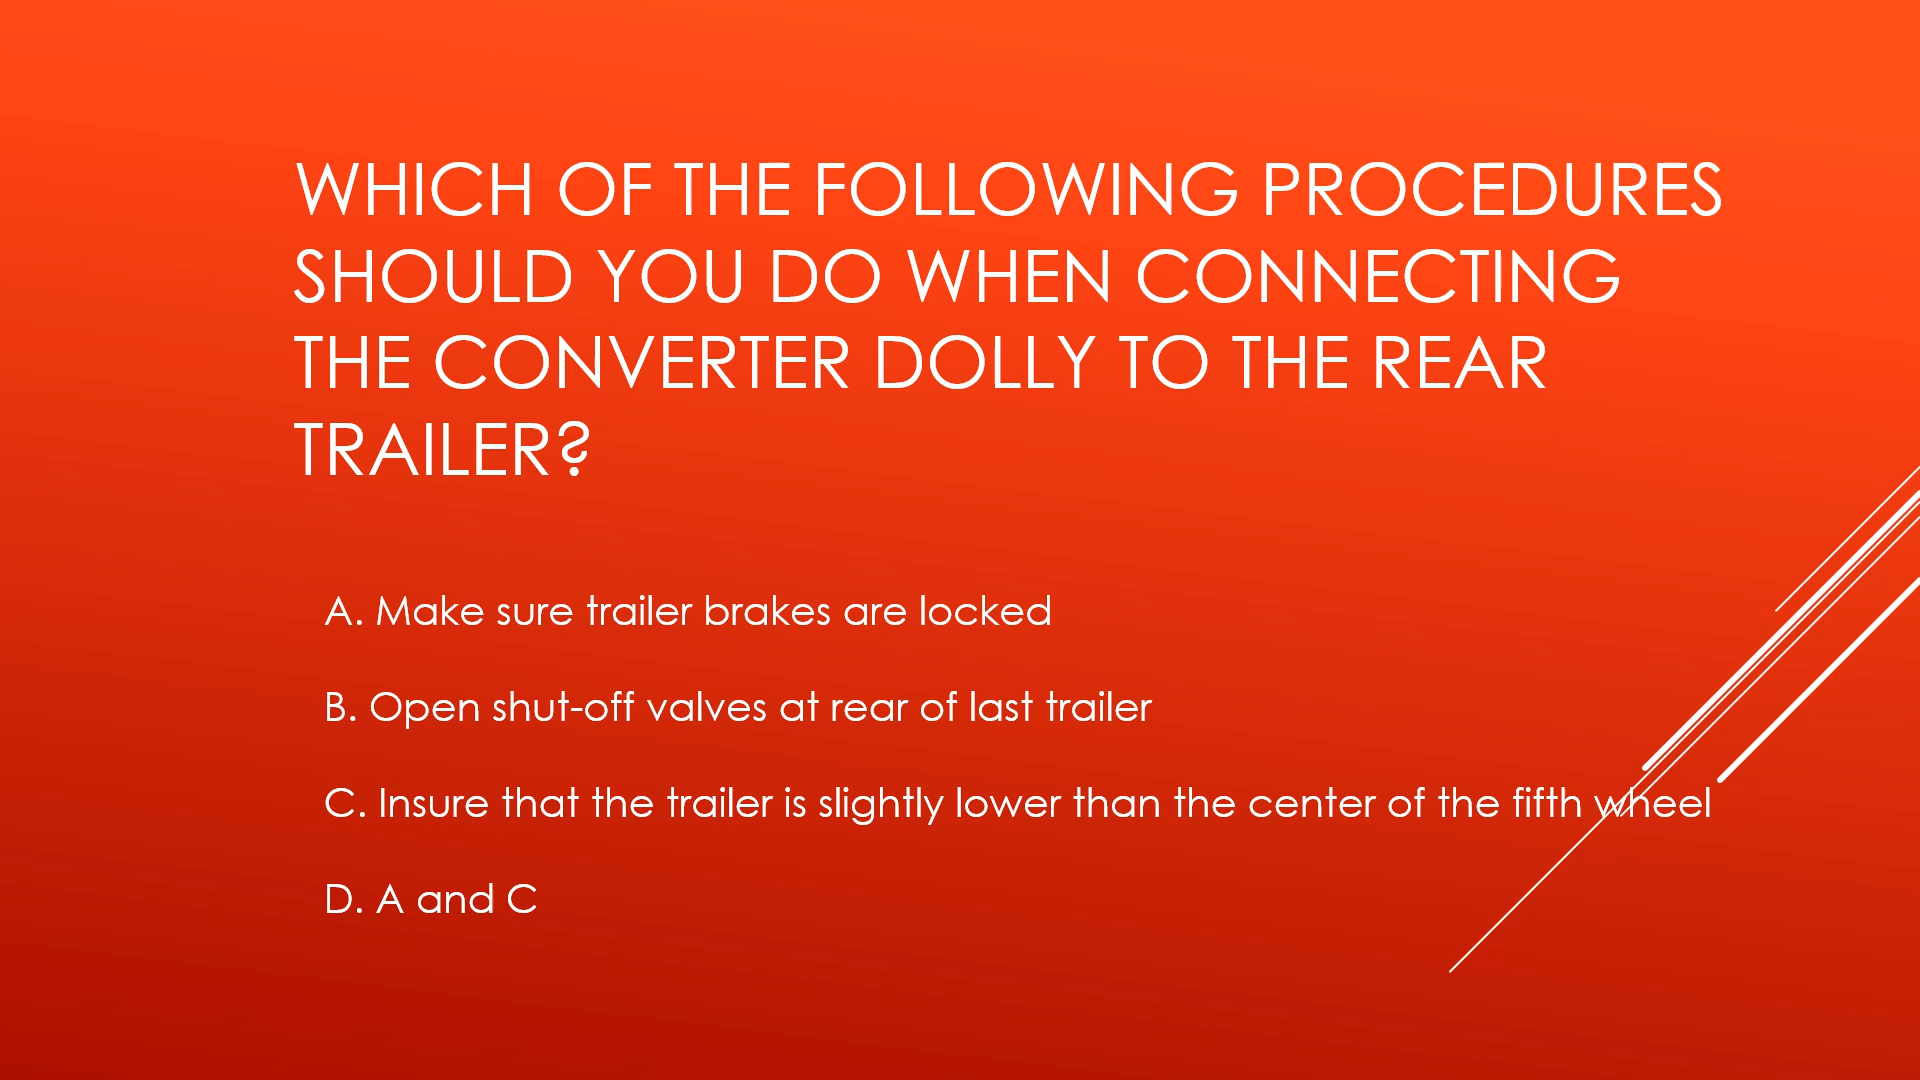 WHICH OF THE FOLLOWING PROCEDURES
SHOULD YOU DO WHEN CONNECTING
THE CONVERTER DOLLY TO THE REAR
TRAILER?
A. Make sure trailer brakes are locked
B. Open shut-off valves at rear of last trailer
C. Insure that the trailer is slightly lower than the center of the fifth wheel
D. A and C